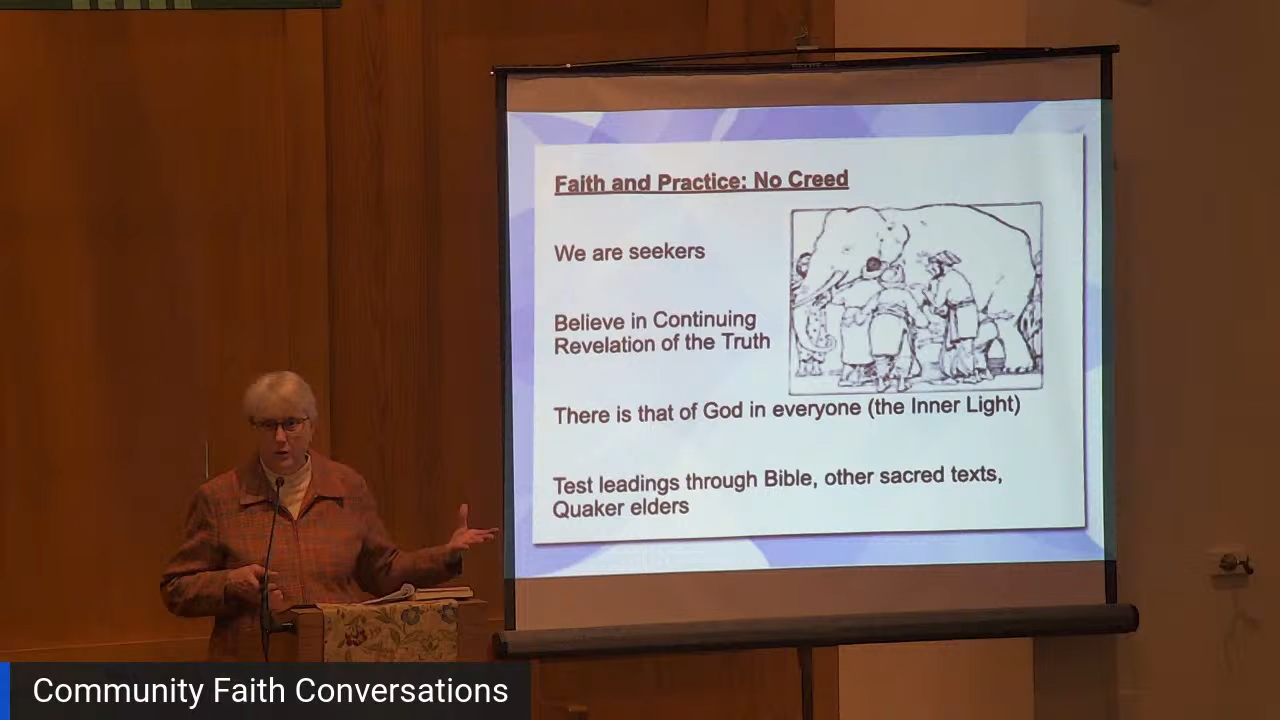 Faith and Practice: No Creed
We are seekers
Believe in Continuing
Revelation of the Truth
There is that of God in everyone (the Inner Light)
Test leadings through Bible, other sacred texts,
Quaker elders
Community Faith Conversations